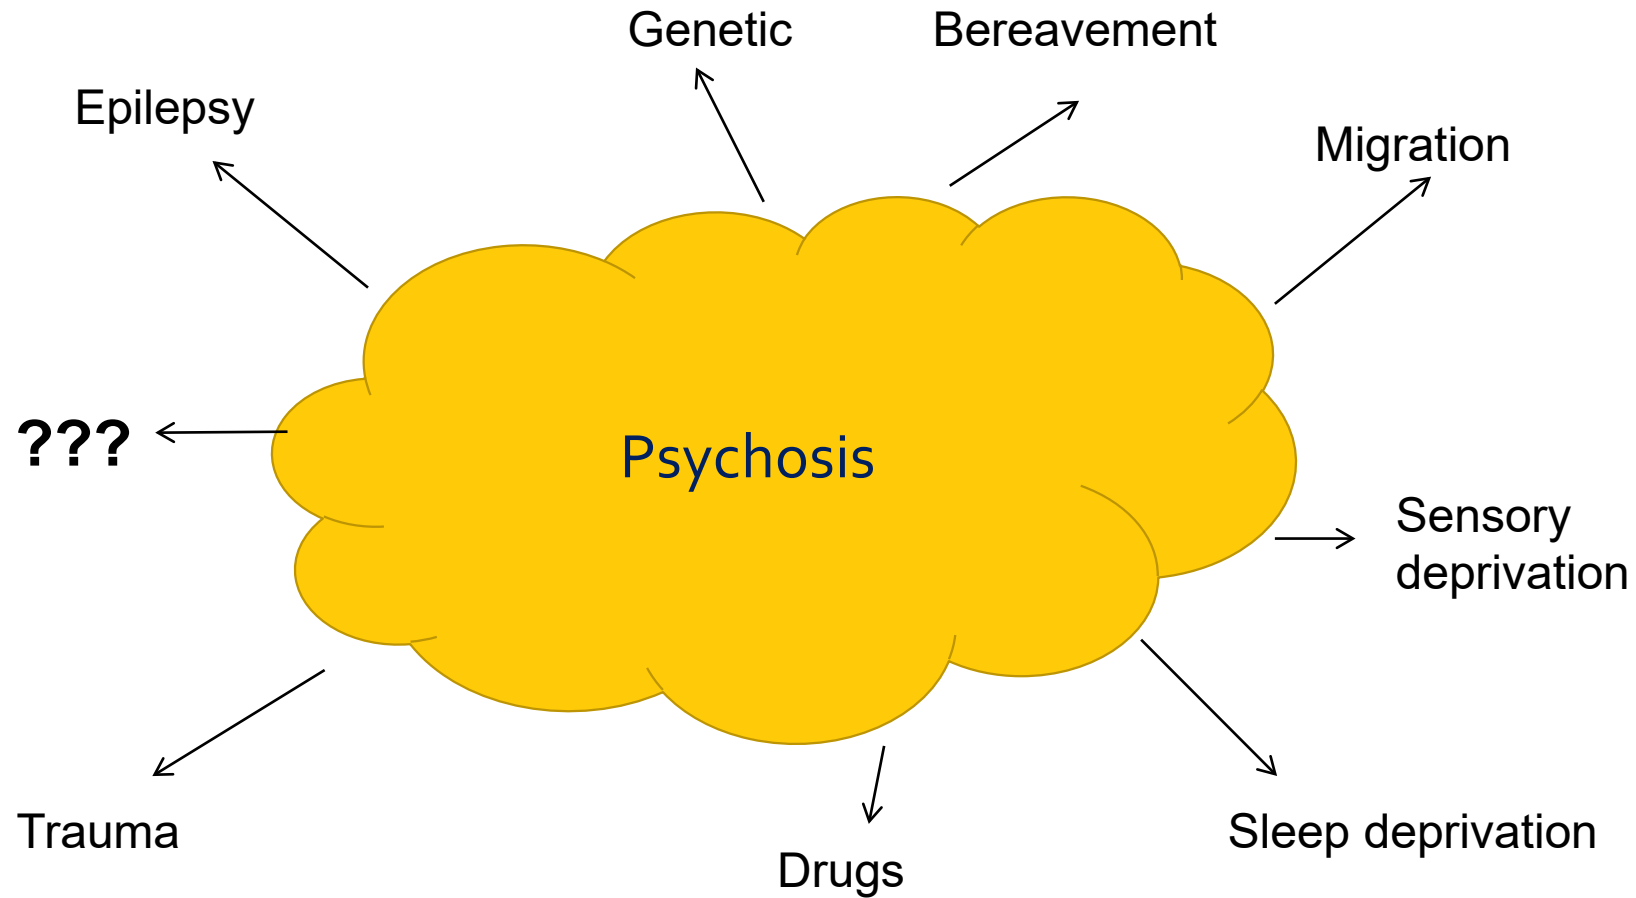 Genetic
Bereavement
Epilepsy
Migration
???
Psychosis
Sensory
deprivation
Trauma
Sleep deprivation
Drugs